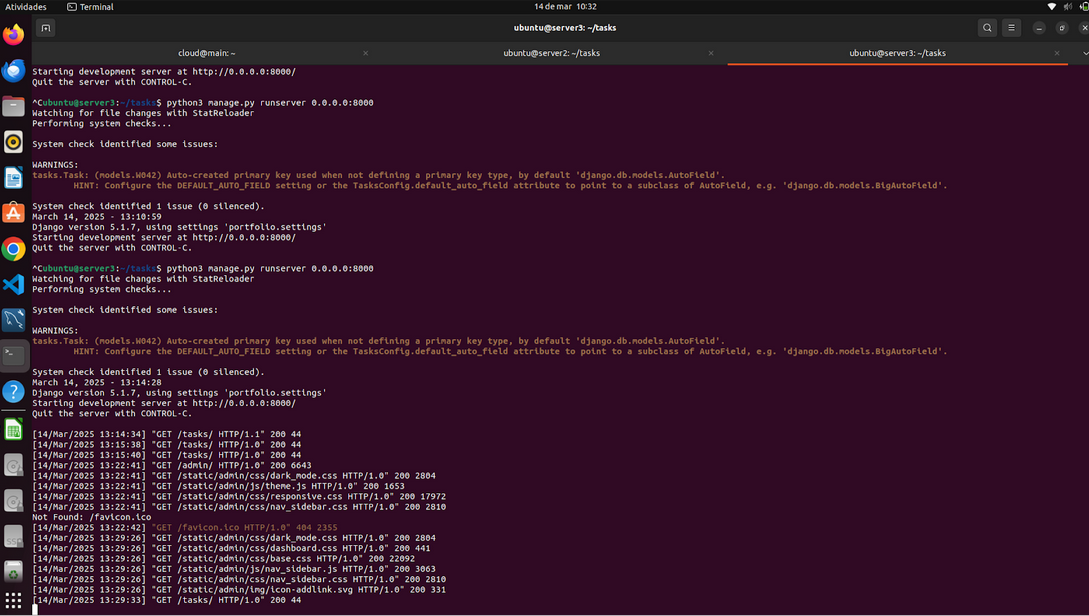 Atividades
Terminal
14 de mar 10:32
ubuntu@server3: ~/tasks
cloud@main: ~
ubuntu@server2: ~/tasks
ubuntu@server3: ~/tasks
Starting development server at http://0.0.0.0:8000/
Quit the server with CONTROL-C.
^Cubuntu@server3:~/tasks$ python3 manage.py runserver 0.0.0.0:8000
Watching for file changes with StatReloader
Performing system checks...
System check identified some issues:
WARNINGS:
tasks.Task: (models.W042) Auto-created primary key used when not defining a primary key type, by default 'django.db.models.AutoField'.
HINT: Configure the DEFAULT_AUTO_FIELD setting or the TasksConfig.default_auto_field attribute to point to a subclass of AutoField, e.g. 'django.db.models.BigAutoField'.
System check identified 1 issue (0 silenced).
March 14, 2025 - 13:10:59
Django version 5.1.7, using settings 'portfolio.settings'
Starting development server at http://0.0.0.0:8000/
Quit the server with CONTROL-C.
^Cubuntu@server3:~/tasks$ python3 manage.py runserver 0.0.0.0:8000
Watching for file changes with StatReloader
Performing system checks...
System check identified some issues:
WARNINGS:
tasks.Task: (models.W042) Auto-created primary key used when not defining a primary key type, by default 'django.db.models.AutoField'.
HINT: Configure the DEFAULT_AUTO_FIELD setting or the TasksConfig.default_auto_field attribute to point to a subclass of AutoField, e.g. 'django.db.models.BigAutoField'.
System check identified 1 issue (0 silenced).
March 14, 2025 - 13:14:28
Django version 5.1.7, using settings 'portfolio.settings'
Starting development server at http://0.0.0.0:8000/
Quit the server with CONTROL-C.
[14/Mar/2025 13:14:34] "GET /tasks/ HTTP/1.1" 200 44
[14/Mar/2025 13:15:38] "GET /tasks/ HTTP/1.0" 200 44
[14/Mar/2025 13:15:40] "GET /tasks/ HTTP/1.0" 200 44
[14/Mar/2025 13:22:41] "GET /admin/ HTTP/1.0" 200 6643
[14/Mar/2025 13:22:41] "GET /static/admin/css/dark_mode.css HTTP/1.0" 200 2804
[14/Mar/2025 13:22:41] "GET /static/admin/js/theme.js HTTP/1.0" 200 1653
[14/Mar/2025 13:22:41] "GET /static/admin/css/responsive.css HTTP/1.0" 200 17972
[14/Mar/2025 13:22:41] "GET /static/admin/css/nav_sidebar.css HTTP/1.0" 200 2810
Not Found: /favicon.ico
[14/Mar/2025 13:22:42] "GET /favicon.ico HTTP/1.0" 404 2355
[14/Mar/2025 13:29:26] "GET /static/admin/css/dark_mode.css HTTP/1.0" 200 2804
[14/Mar/2025 13:29:26] "GET /static/admin/css/dashboard.css HTTP/1.0" 200 441
[14/Mar/2025 13:29:26] "GET /static/admin/css/base.css HTTP/1.0" 200 22092
[14/Mar/2025 13:29:26] "GET /static/admin/js/nav_sidebar.js HTTP/1.0" 200 3063
[14/Mar/2025 13:29:26] "GET /static/admin/css/nav_sidebar.css HTTP/1.0" 200 2810
[14/Mar/2025 13:29:26] "GET /static/admin/img/icon-addlink.svg HTTP/1.0" 200 331
[14/Mar/2025 13:29:33] "GET /tasks/ HTTP/1.0" 200 44